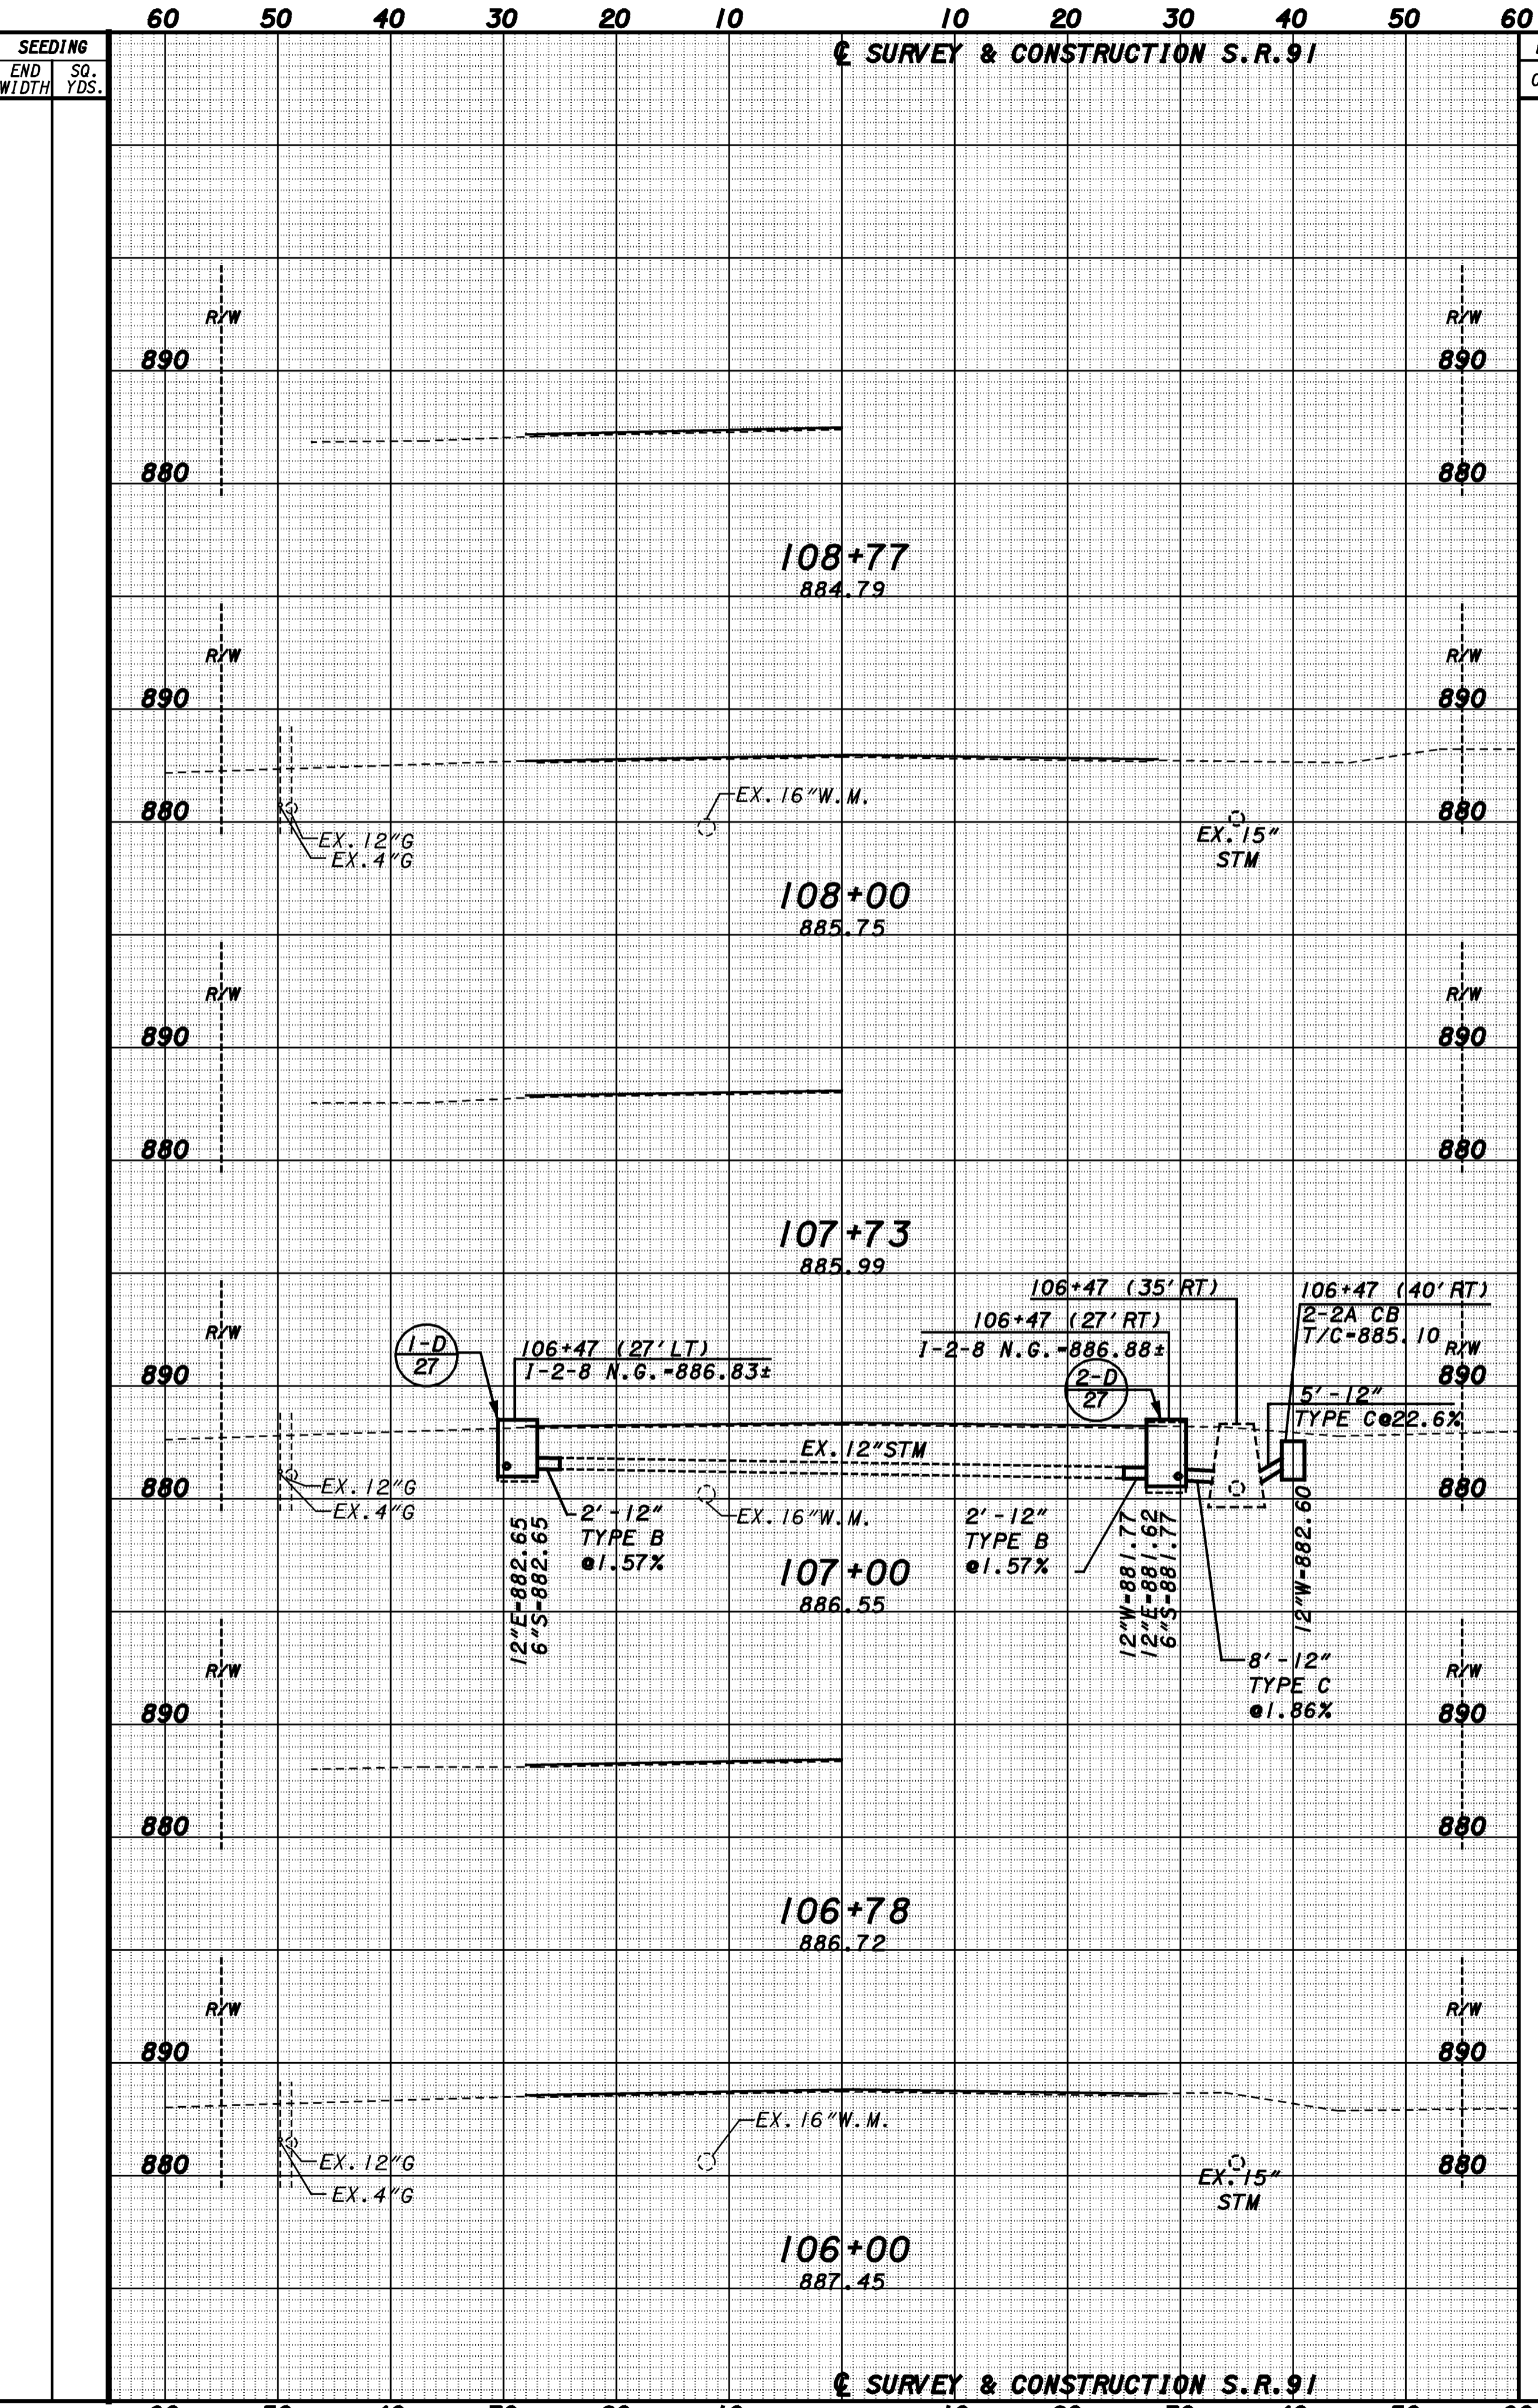 60 50 40 30 20 10 10 20 30 40 50 60
SEEDING
END WIDTH
SQ. YDS.
℄ SURVEY & CONSTRUCTION S.R.91
R/W R/W
890 890
880 880
108+77
884.79
R/W R/W
890 890
EX.16"W.M.
880 880
EX.12"G
EX.4"G
EX.15"
STM
108+00
885.75
R/W R/W
890 890
880 880
107+73
885.99
106+47 (35'RT)
106+47 (40'RT)
2-2A CB
T/C=885.10
106+47 (27'RT)
I-2-8 N.G.=886.88±
R/W R/W
1-D
27
106+47 (27'LT)
I-2-8 N.G.=886.83±
2-D
27
890 890
5'-12"
TYPE C@22.6%
EX.12"STM
880 880
EX.12"G
EX.4"G
2'-12"
TYPE B
@1.57%
EX.16"W.M.
2'-12"
TYPE B
@1.57%
12"E=882.65
6"S=882.65
12"W=881.77
12"E=881.62
6"S=881.77
12"W=882.60
107+00
886.55
8'-12"
TYPE C
@1.86%
R/W R/W
890 890
880 880
106+78
886.72
R/W R/W
890 890
EX.16"W.M.
880 880
EX.12"G
EX.4"G
EX.15"
STM
106+00
887.45
℄ SURVEY & CONSTRUCTION S.R.91